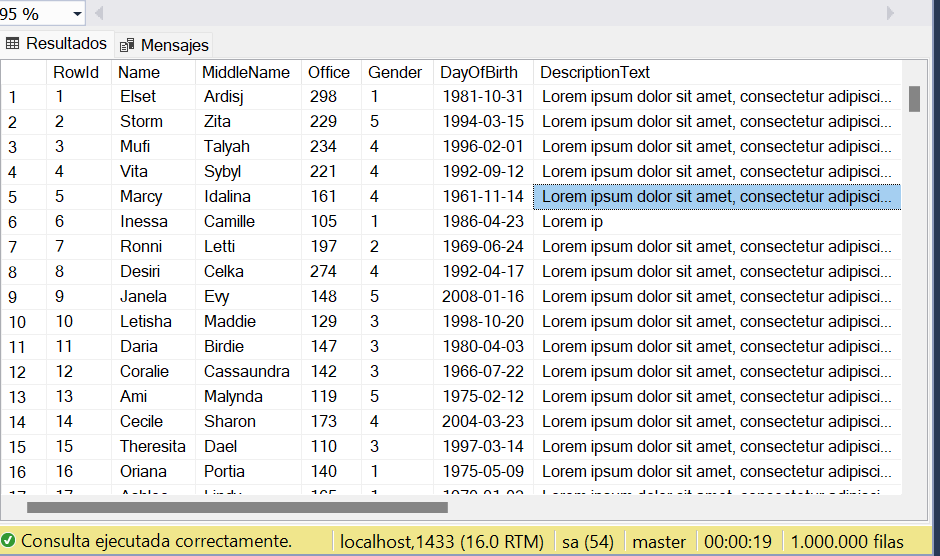 95 %
Resultados Mensajes
RowId Name MiddleName Office Gender DayOfBirth DescriptionText
1 1 Elset Ardisj 298 1 1981-10-31 Lorem ipsum dolor sit amet, consectetur adipisci...
2 2 Storm Zita 229 5 1994-03-15 Lorem ipsum dolor sit amet, consectetur adipisci...
3 3 Mufi Talyah 234 4 1996-02-01 Lorem ipsum dolor sit amet, consectetur adipisci...
4 4 Vita Sybyl 221 4 1992-09-12 Lorem ipsum dolor sit amet, consectetur adipisci...
5 5 Marcy Idalina 161 4 1961-11-14 Lorem ipsum dolor sit amet, consectetur adipisci...
6 6 Inessa Camille 105 1 1986-04-23 Lorem ip
7 7 Ronni Letti 197 2 1969-06-24 Lorem ipsum dolor sit amet, consectetur adipisci...
8 8 Desiri Celka 274 4 1992-04-17 Lorem ipsum dolor sit amet, consectetur adipisci...
9 9 Janela Evy 148 5 2008-01-16 Lorem ipsum dolor sit amet, consectetur adipisci...
10 10 Letisha Maddie 129 3 1998-10-20 Lorem ipsum dolor sit amet, consectetur adipisci...
11 11 Daria Birdie 147 3 1980-04-03 Lorem ipsum dolor sit amet, consectetur adipisci...
12 12 Coralie Cassaundra 142 3 1966-07-22 Lorem ipsum dolor sit amet, consectetur adipisci...
13 13 Ami Malynda 119 5 1975-02-12 Lorem ipsum dolor sit amet, consectetur adipisci...
14 14 Cecile Sharon 173 4 2004-03-23 Lorem ipsum dolor sit amet, consectetur adipisci...
15 15 Theresita Dael 110 3 1997-03-14 Lorem ipsum dolor sit amet, consectetur adipisci...
16 16 Oriana Portia 140 1 1975-05-09 Lorem ipsum dolor sit amet, consectetur adipisci...
Consulta ejecutada correctamente. localhost,1433 (16.0 RTM) sa (54) master 00:00:19 1.000.000 filas